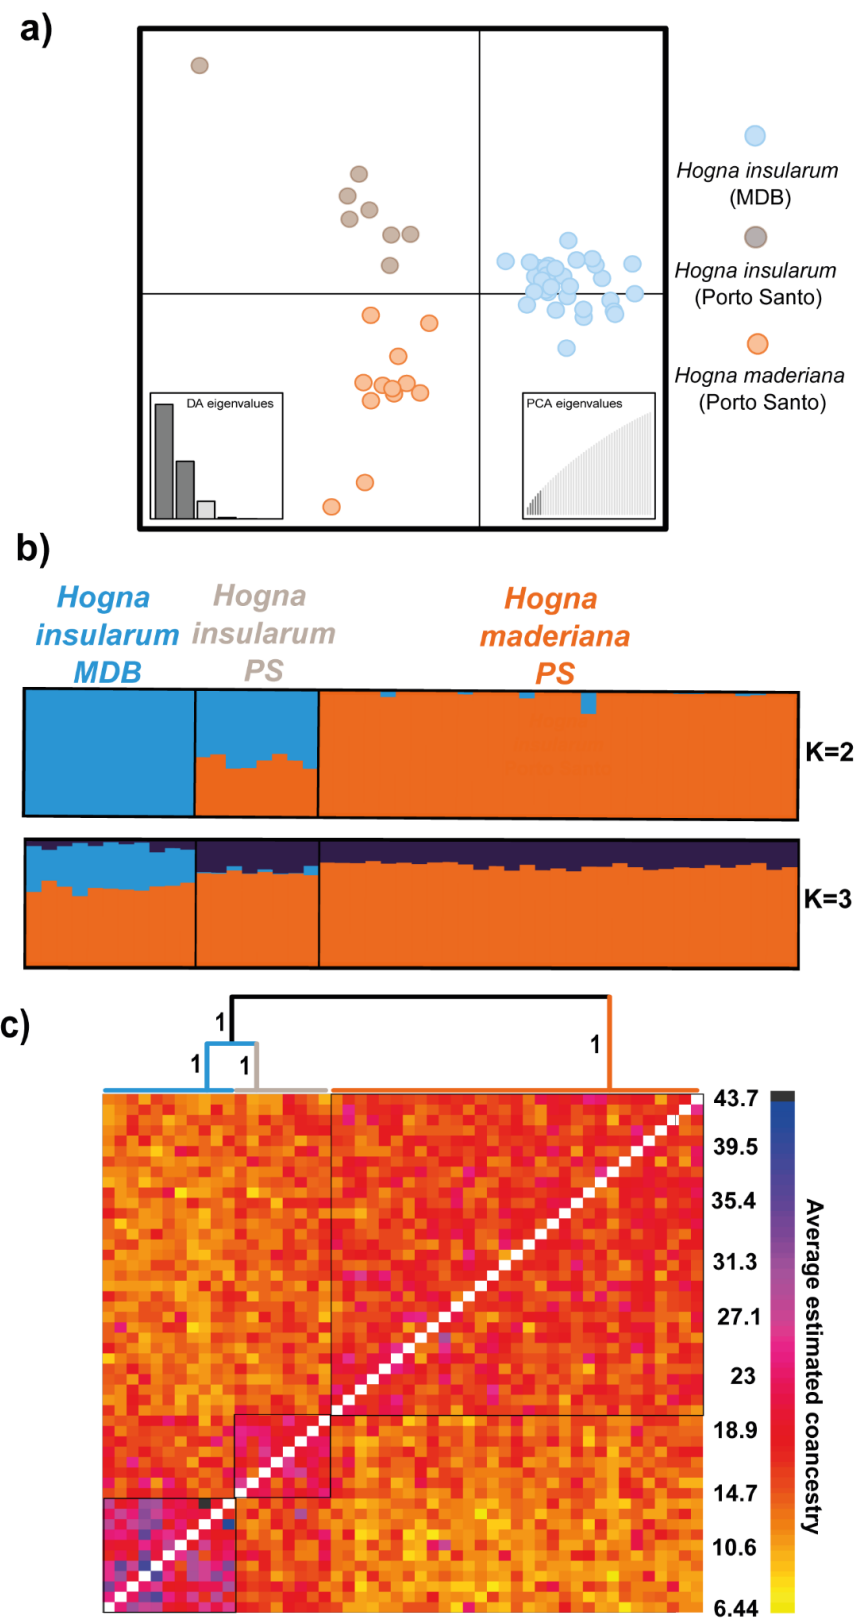 a)
Hogna insularum
(MDB)
Hogna insularum
(Porto Santo)
Hogna maderiana
(Porto Santo)
DA eigenvalues
PCA eigenvalues
b)
Hogna
insularum
MDB
Hogna
insularum
PS
Hogna
maderiana
PS
K=2
K=3
c)
1
1
1
1
43.7
39.5
35.4
31.3
27.1
23
18.9
14.7
10.6
6.44
Average estimated coancestry